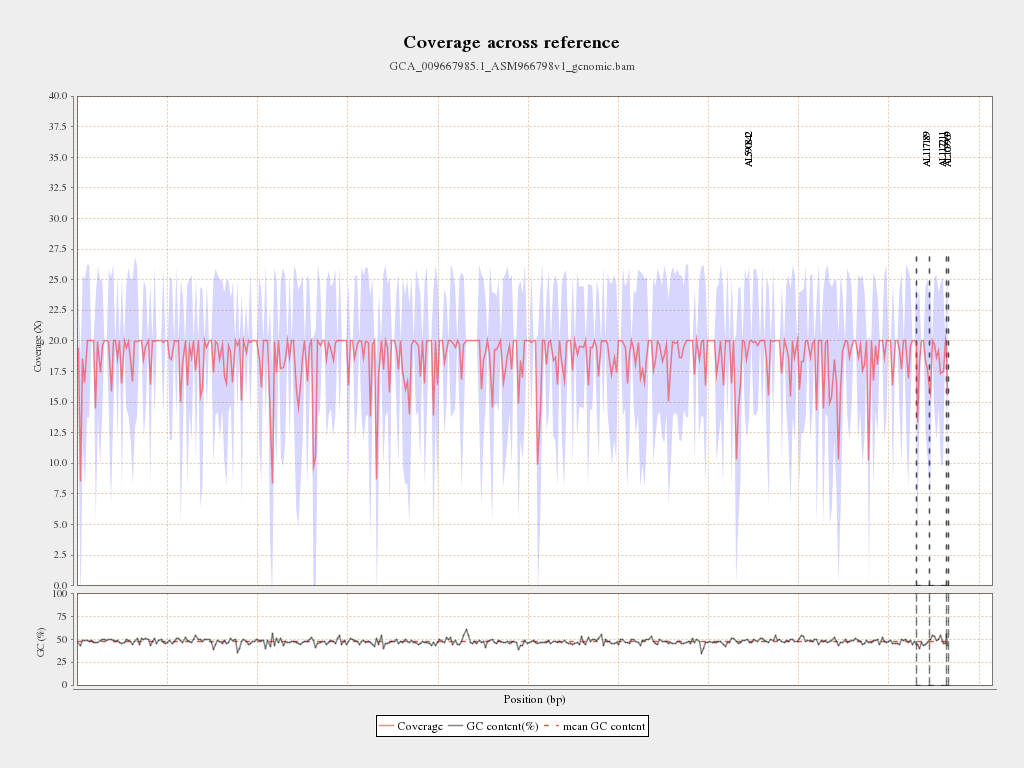 Coverage across reference
GCA_009667985.1_ASM966798v1_genomic.bam
40.0
37.5
35.0
32.5
30.0
27.5
25.0
22.5
20.0
17.5
15.0
12.5
10.0
7.5
5.0
2.5
0.0
Coverage (X)
AL590842
AL117189
AL117211
AL109969
100
75
50
25
0
GC (%)
Position (bp)
Coverage GC content(%) mean GC content